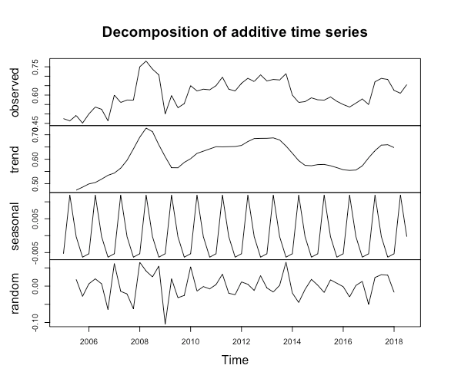 Decomposition of additive time series
observed
0.75
0.60
0.45
trend
0.70
0.60
0.50
seasonal
0.005
-0.005
random
0.00
-0.10
2006 2008 2010 2012 2014 2016 2018
Time